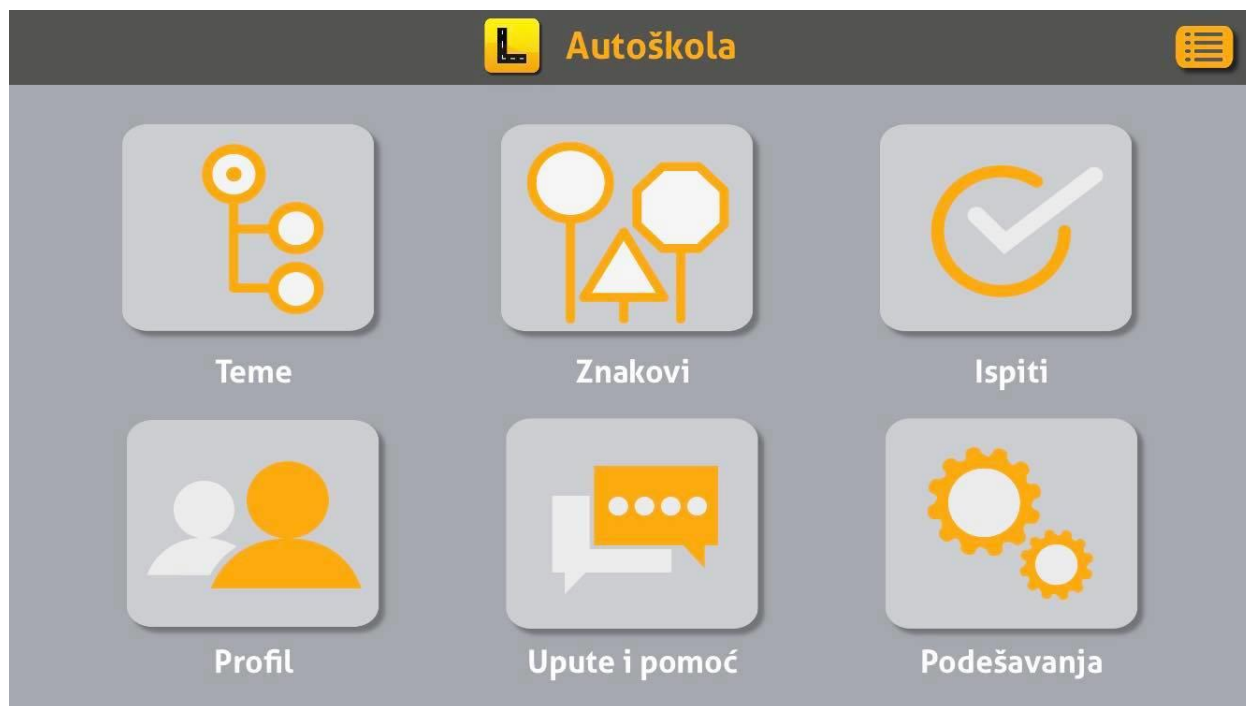 Autoškola
Teme
Znakovi
Ispiti
Profil
Upute i pomoć
Podešavanja